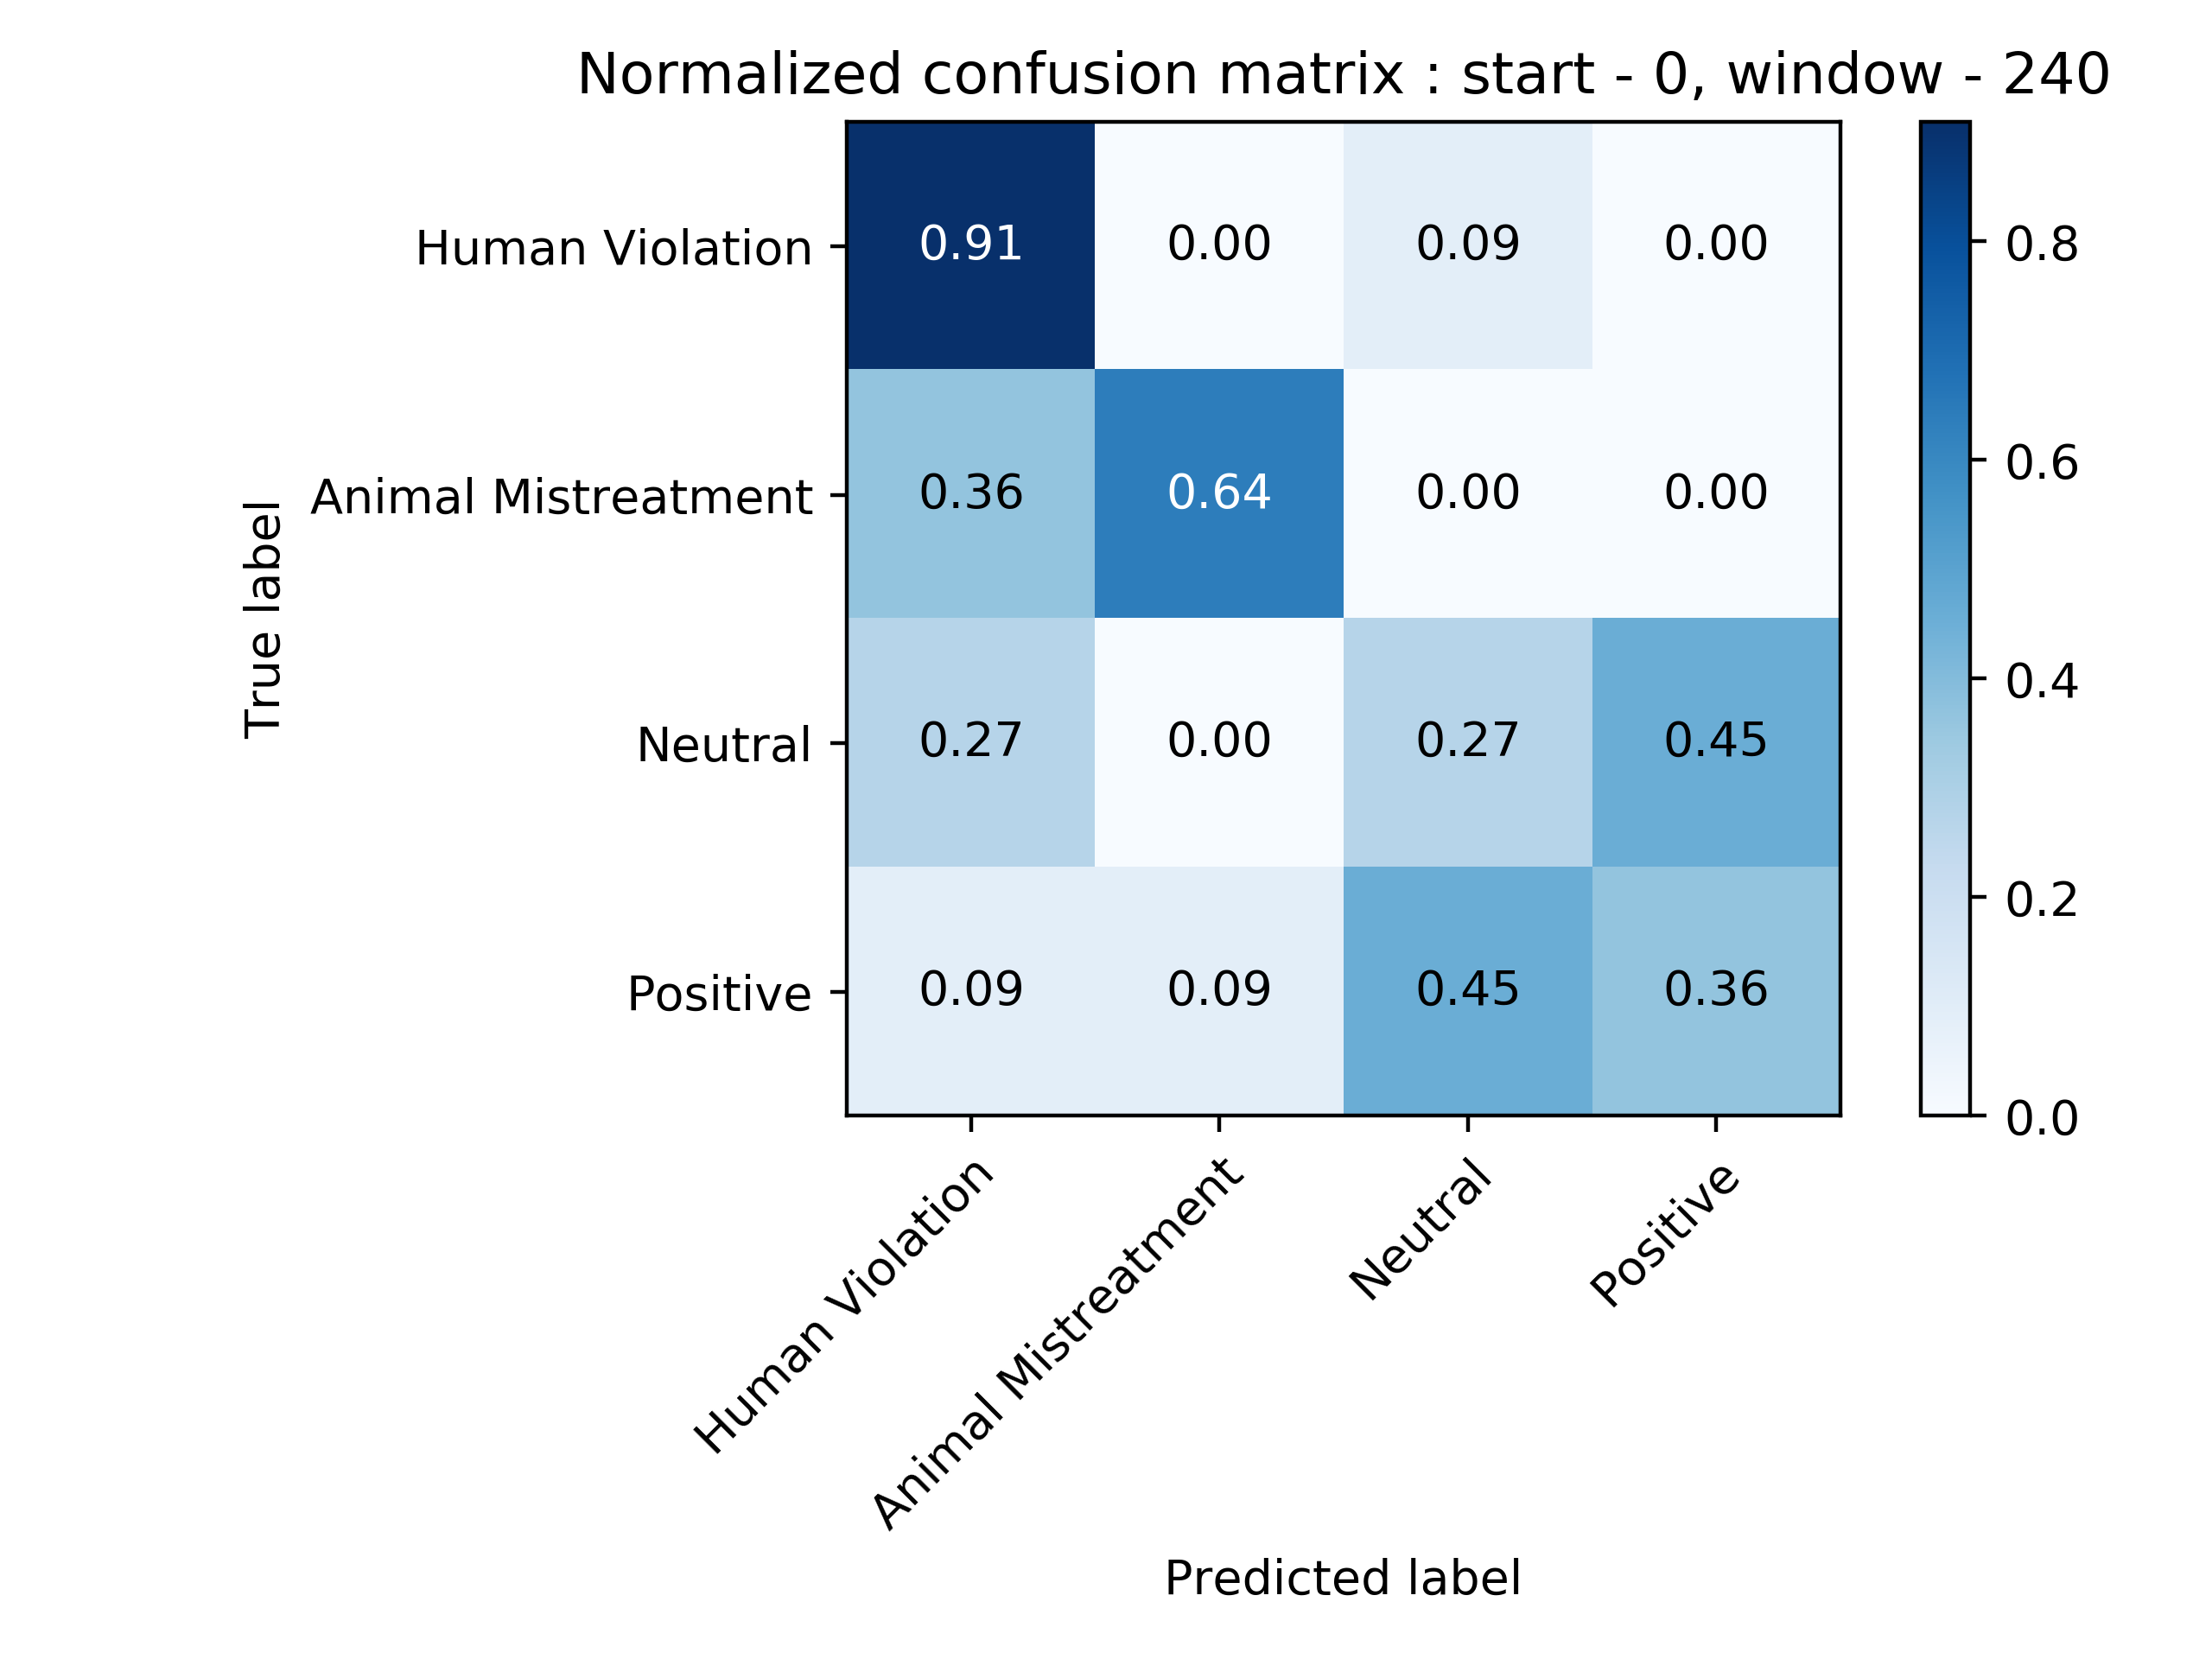 Normalized confusion matrix : start - 0, window - 240
Human Violation 0.91 0.00 0.09 0.00
Animal Mistreatment 0.36 0.64 0.00 0.00
Neutral 0.27 0.00 0.27 0.45
Positive 0.09 0.09 0.45 0.36
True label
Human Violation
Animal Mistreatment
Neutral
Positive
Predicted label
0.8
0.6
0.4
0.2
0.0